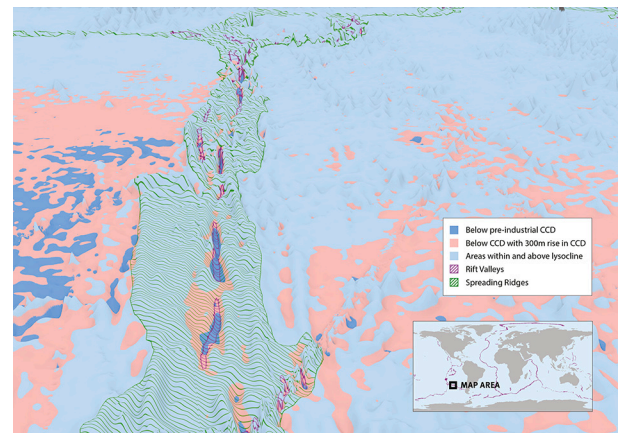 Below pre-industrial CCD
Below CCD with 300m rise in CCD
Areas within and above lysocline
Rift Valleys
Spreading Ridges
MAP AREA